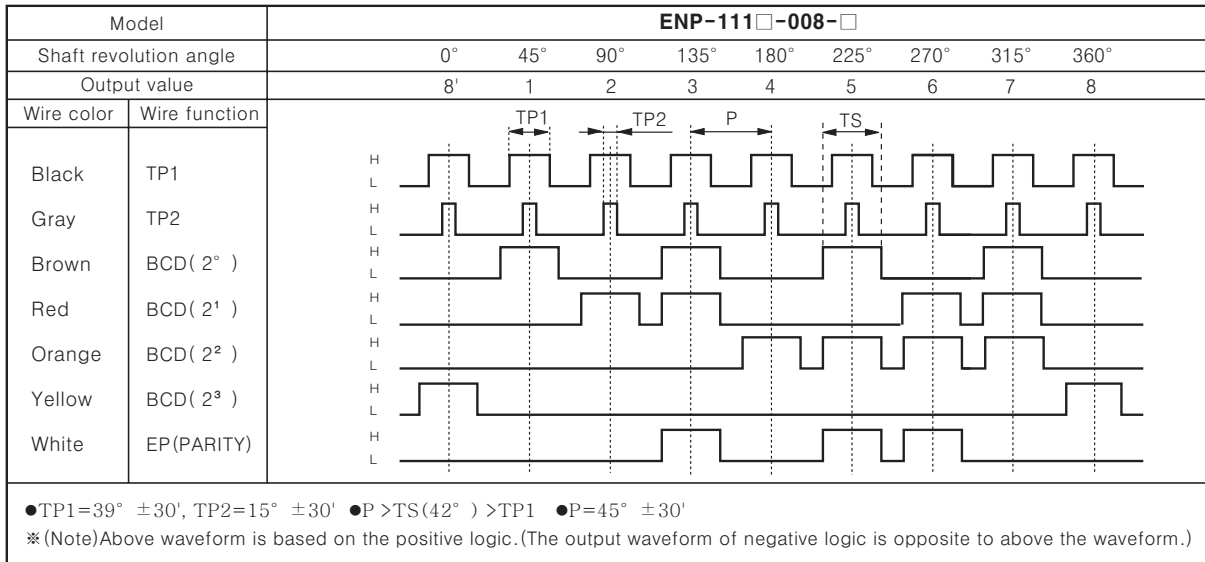 Model ENP-111□-008-□
Shaft revolution angle 0° 45° 90° 135° 180° 225° 270° 315° 360°
Output value 8' 1 2 3 4 5 6 7 8
Wire color Wire function TP1 TP2 P TS
Black TP1 H L
Gray TP2 H L
Brown BCD( 2° ) H L
Red BCD( 2¹ ) H L
Orange BCD( 2² ) H L
Yellow BCD( 2³ ) H L
White EP(PARITY) H L
●TP1=39° ±30', TP2=15° ±30' ●P >TS(42° ) >TP1 ●P=45° ±30'
※(Note)Above waveform is based on the positive logic.(The output waveform of negative logic is opposite to above the waveform.)